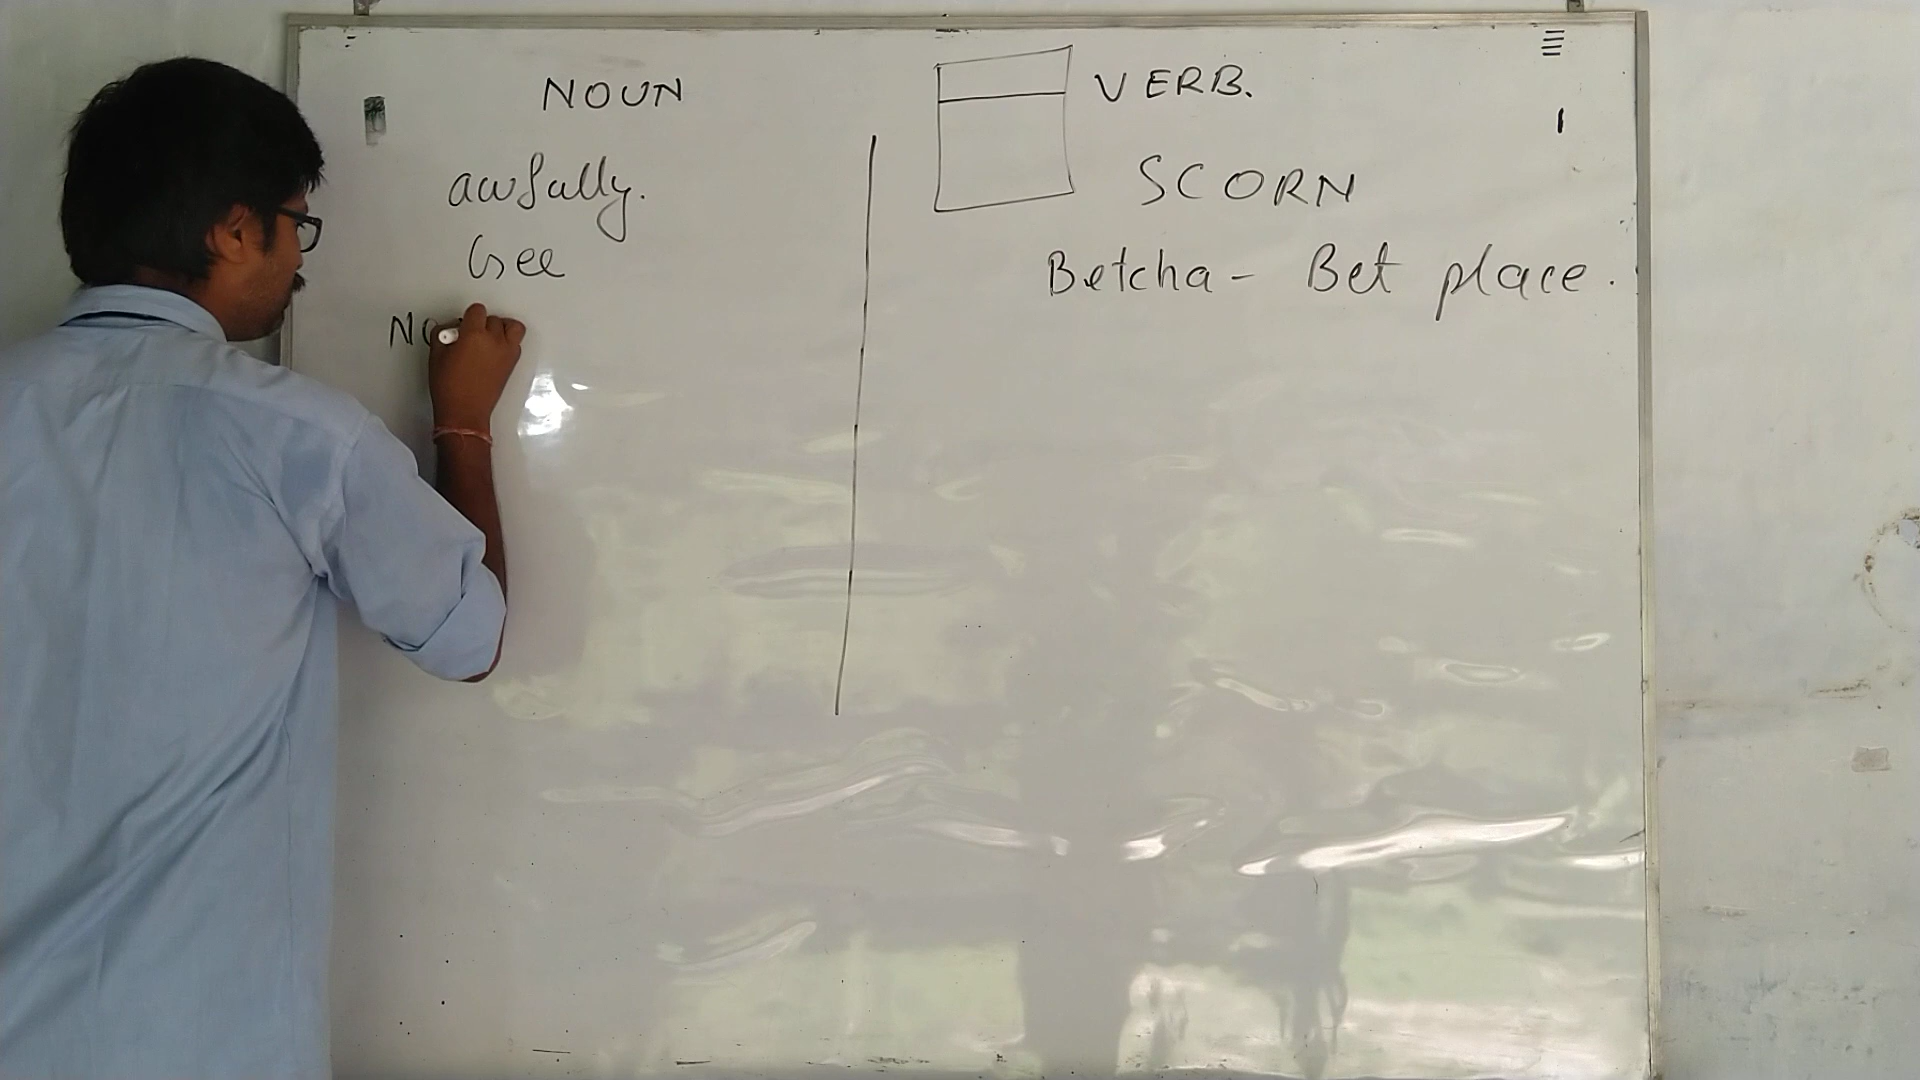 NOUN
awfully.
Gee
VERB.
SCORN
Betcha - Bet place.